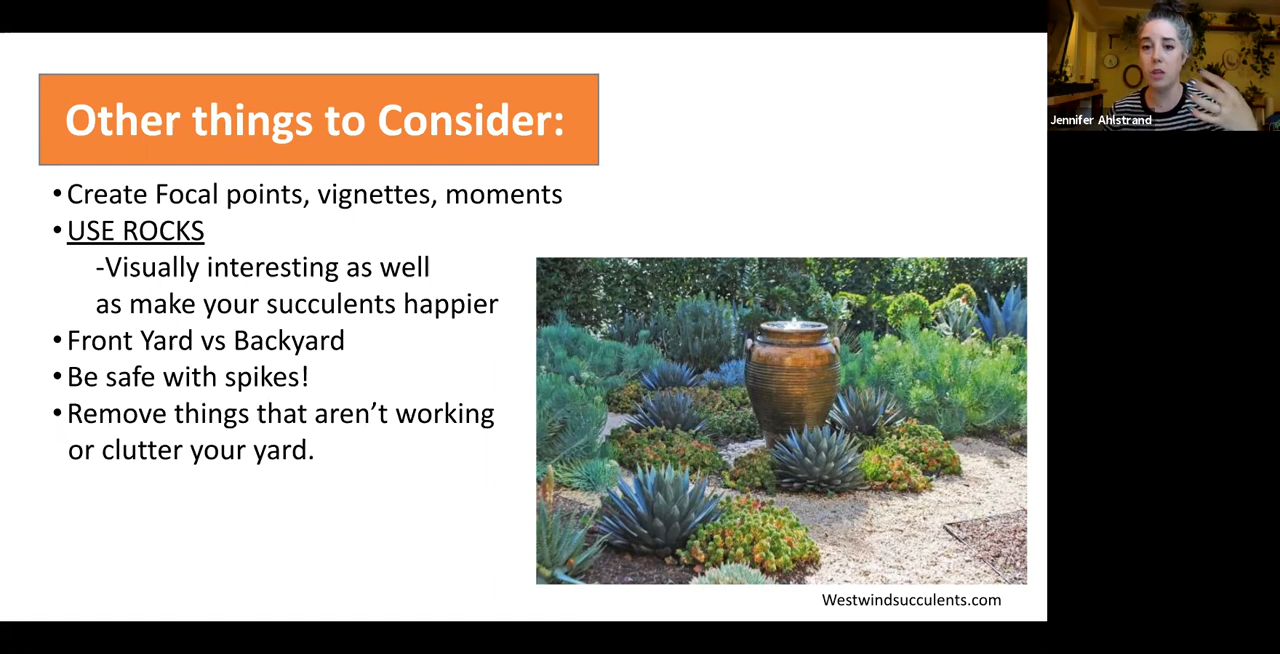 Other things to Consider:
•Create Focal points, vignettes, moments
•USE ROCKS
-Visually interesting as well
as make your succulents happier
•Front Yard vs Backyard
•Be safe with spikes!
•Remove things that aren’t working
or clutter your yard.
Westwindsucculents.com
Jennifer Ahlstrand